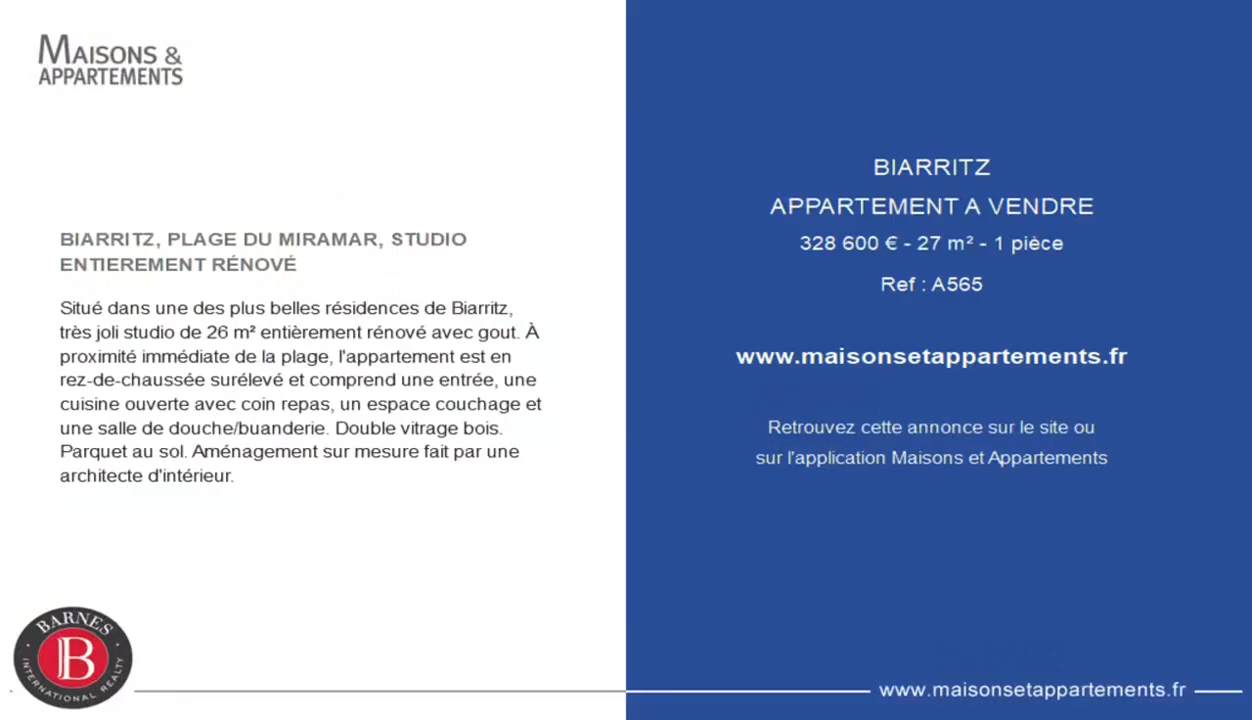 MAISONS &
APPARTEMENTS
BIARRITZ, PLAGE DU MIRAMAR, STUDIO
ENTIEREMENT RÉNOVÉ
Situé dans une des plus belles résidences de Biarritz,
très joli studio de 26 m² entièrement rénové avec gout. À
proximité immédiate de la plage, l'appartement est en
rez-de-chaussée surélevé et comprend une entrée, une
cuisine ouverte avec coin repas, un espace couchage et
une salle de douche/buanderie. Double vitrage bois.
Parquet au sol. Aménagement sur mesure fait par une
architecte d'intérieur.
BARNES
B
INTERNATIONAL REALTY
BIARRITZ
APPARTEMENT A VENDRE
328 600 € - 27 m² - 1 pièce
Ref : A565
www.maisonsetappartements.fr
Retrouvez cette annonce sur le site ou
sur l'application Maisons et Appartements
www.maisonsetappartements.fr